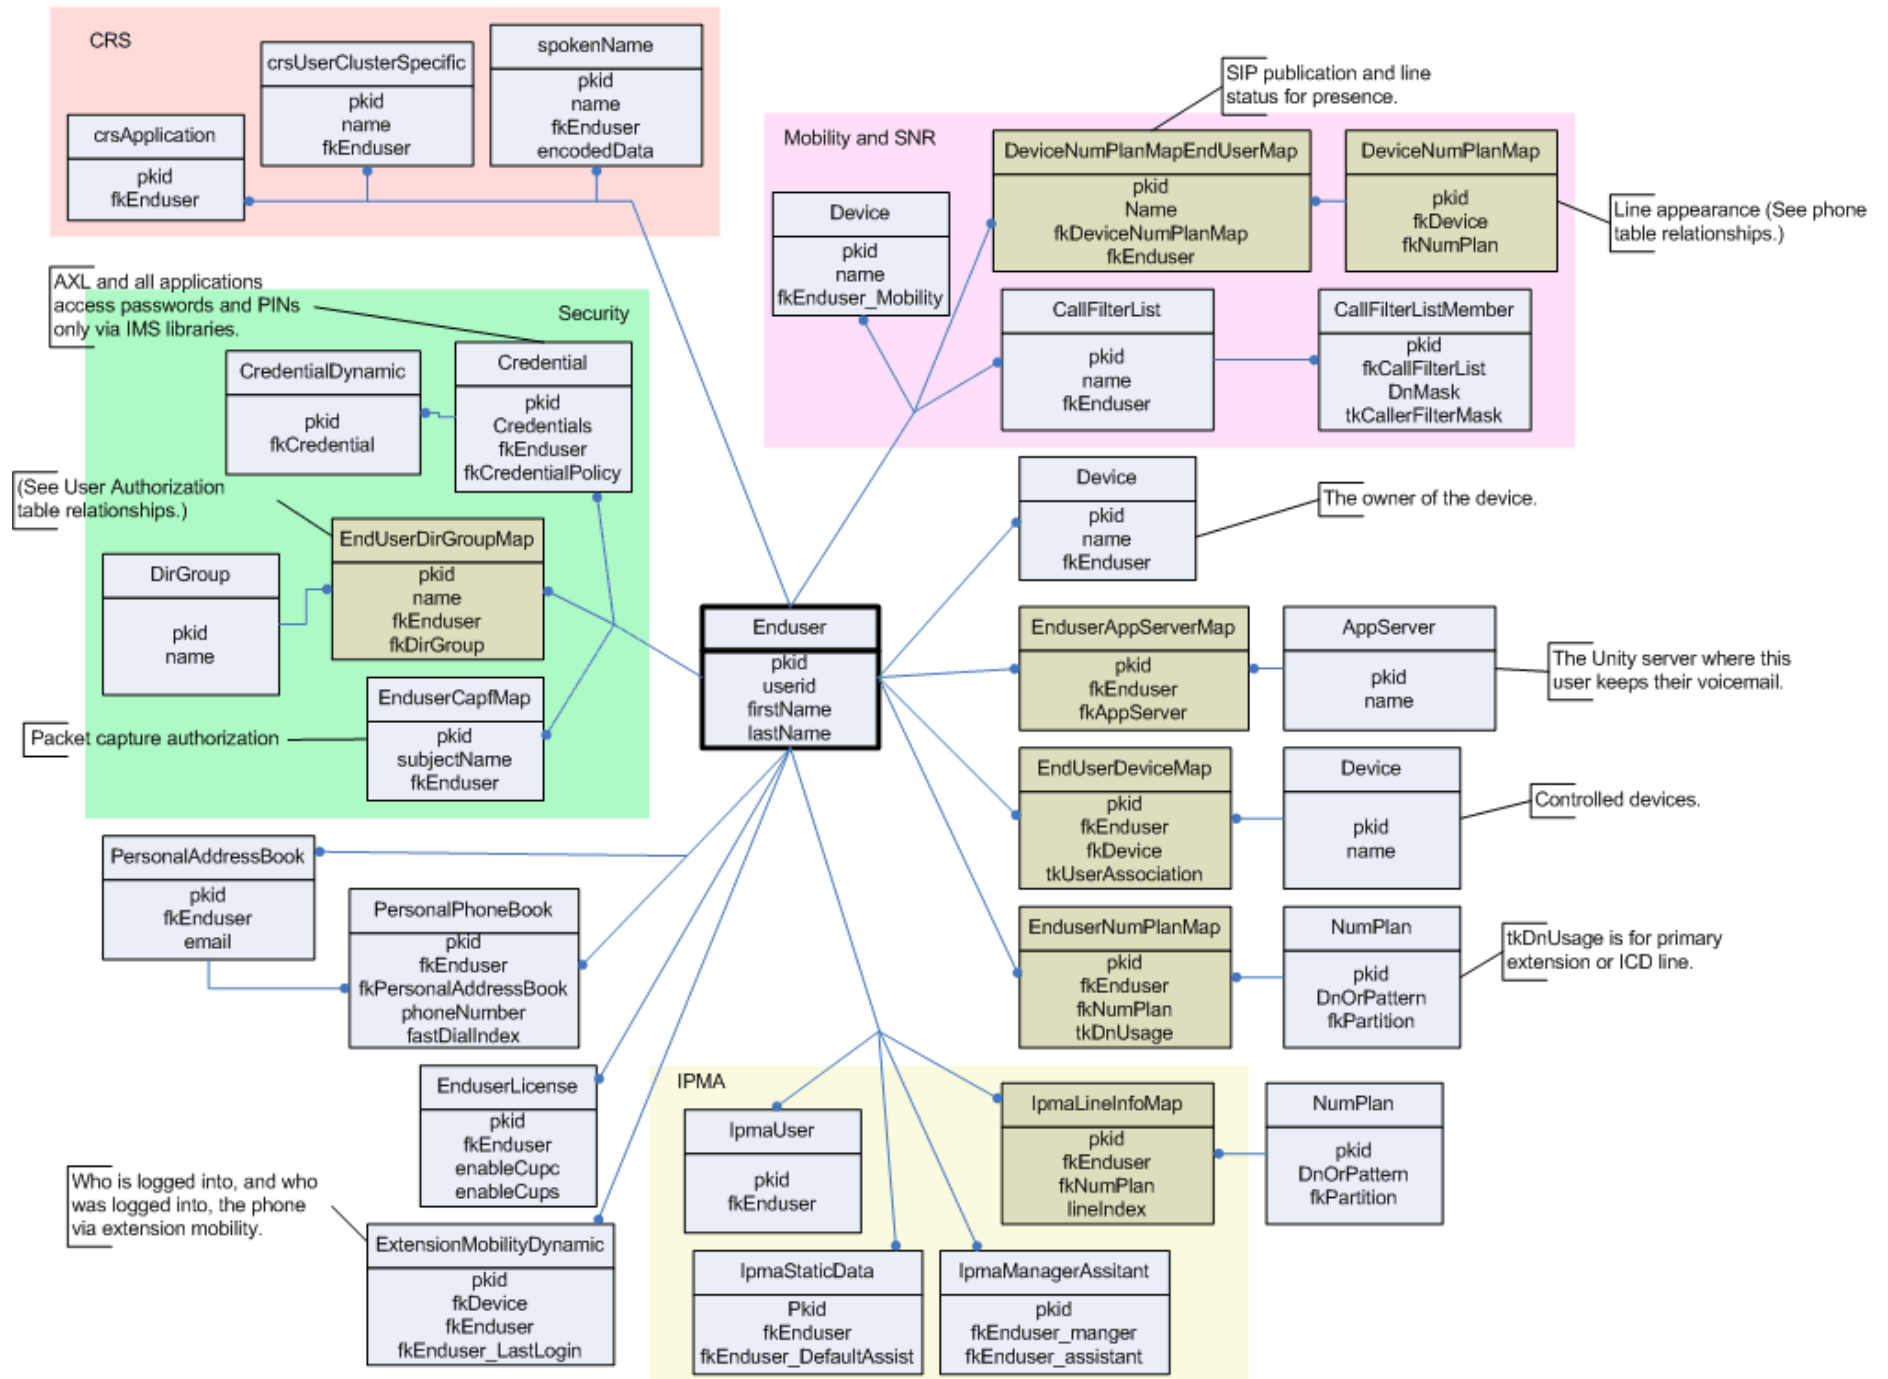 CRS
crsApplication
pkid
fkEnduser
crsUserClusterSpecific
pkid
name
fkEnduser
spokenName
pkid
name
fkEnduser
encodedData
SIP publication and line
status for presence.
Mobility and SNR
Device
pkid
name
fkEnduser_Mobility
DeviceNumPlanMapEndUserMap
pkid
Name
fkDeviceNumPlanMap
fkEnduser
DeviceNumPlanMap
pkid
fkDevice
fkNumPlan
Line appearance (See phone
table relationships.)
CallFilterList
pkid
name
fkEnduser
CallFilterListMember
pkid
fkCallFilterList
DnMask
tkCallerFilterMask
AXL and all applications
access passwords and PINs
only via IMS libraries.
Security
CredentialDynamic
pkid
fkCredential
Credential
pkid
Credentials
fkEnduser
fkCredentialPolicy
(See User Authorization
table relationships.)
DirGroup
pkid
name
EndUserDirGroupMap
pkid
name
fkEnduser
fkDirGroup
EnduserCapfMap
pkid
subjectName
fkEnduser
Packet capture authorization
Enduser
pkid
userid
firstName
lastName
Device
pkid
name
fkEnduser
The owner of the device.
EnduserAppServerMap
pkid
fkEnduser
fkAppServer
AppServer
pkid
name
The Unity server where this
user keeps their voicemail.
EndUserDeviceMap
pkid
fkEnduser
fkDevice
tkUserAssociation
Device
pkid
name
Controlled devices.
EnduserNumPlanMap
pkid
fkEnduser
fkNumPlan
tkDnUsage
NumPlan
pkid
DnOrPattern
fkPartition
tkDnUsage is for primary
extension or ICD line.
PersonalAddressBook
pkid
fkEnduser
email
PersonalPhoneBook
pkid
fkEnduser
fkPersonalAddressBook
phoneNumber
fastDialIndex
EnduserLicense
pkid
fkEnduser
enableCupc
enableCups
Who is logged into, and who
was logged into, the phone
via extension mobility.
ExtensionMobilityDynamic
pkid
fkDevice
fkEnduser
fkEnduser_LastLogin
IPMA
IpmaUser
pkid
fkEnduser
IpmaLineInfoMap
pkid
fkEnduser
fkNumPlan
lineIndex
NumPlan
pkid
DnOrPattern
fkPartition
IpmaStaticData
Pkid
fkEnduser
fkEnduser_DefaultAssist
IpmaManagerAssitant
pkid
fkEnduser_manger
fkEnduser_assistant